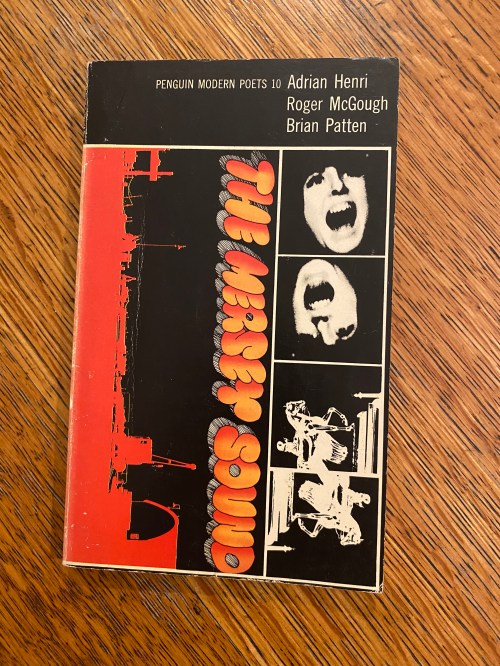 PENGUIN MODERN POETS 10 Adrian Henri
Roger McGough
Brian Patten
THE MERSEY SOUND